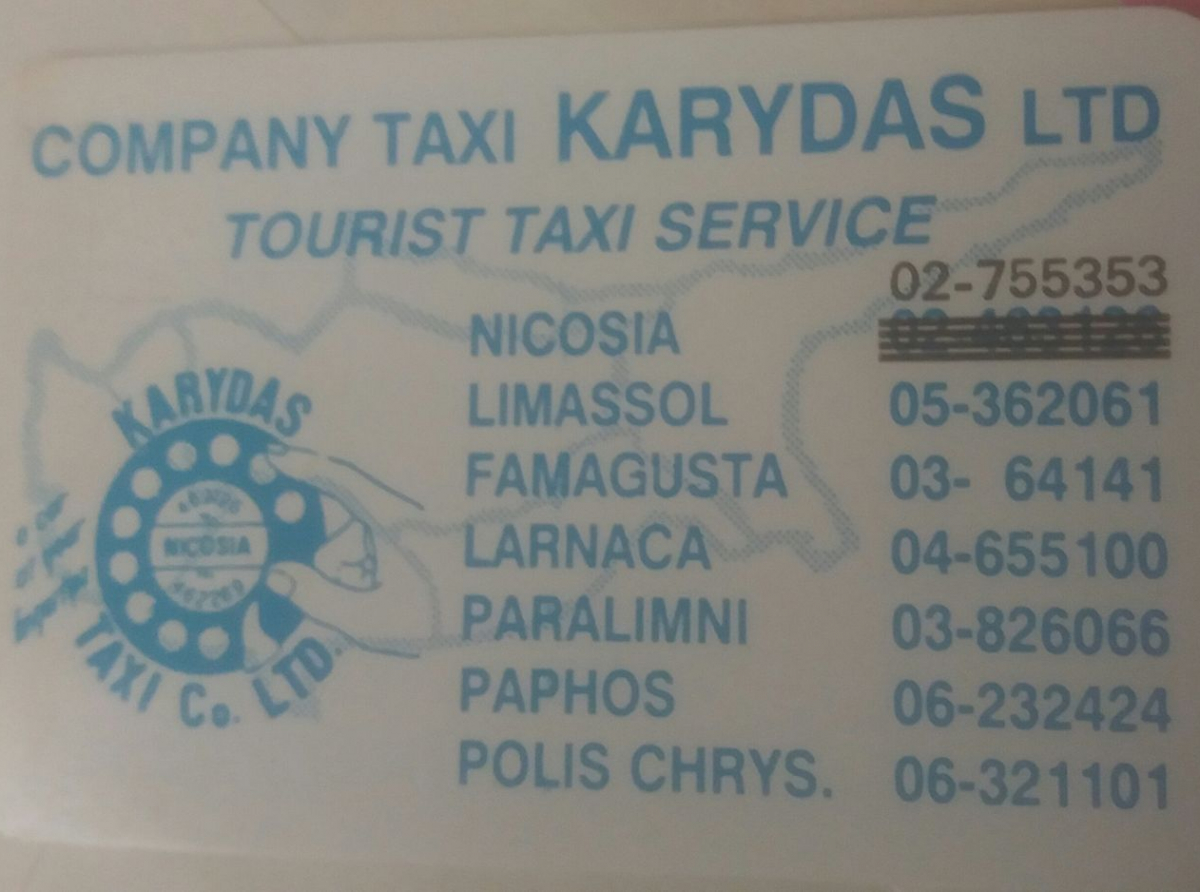 COMPANY TAXI KARYDAS LTD
TOURIST TAXI SERVICE
02-755353
NICOSIA
LIMASSOL 05-362061
FAMAGUSTA 03- 64141
LARNACA 04-655100
PARALIMNI 03-826066
PAPHOS 06-232424
POLIS CHRYS. 06-321101
KARYDAS
NICOSIA
462269
TAXI Co. LTD.